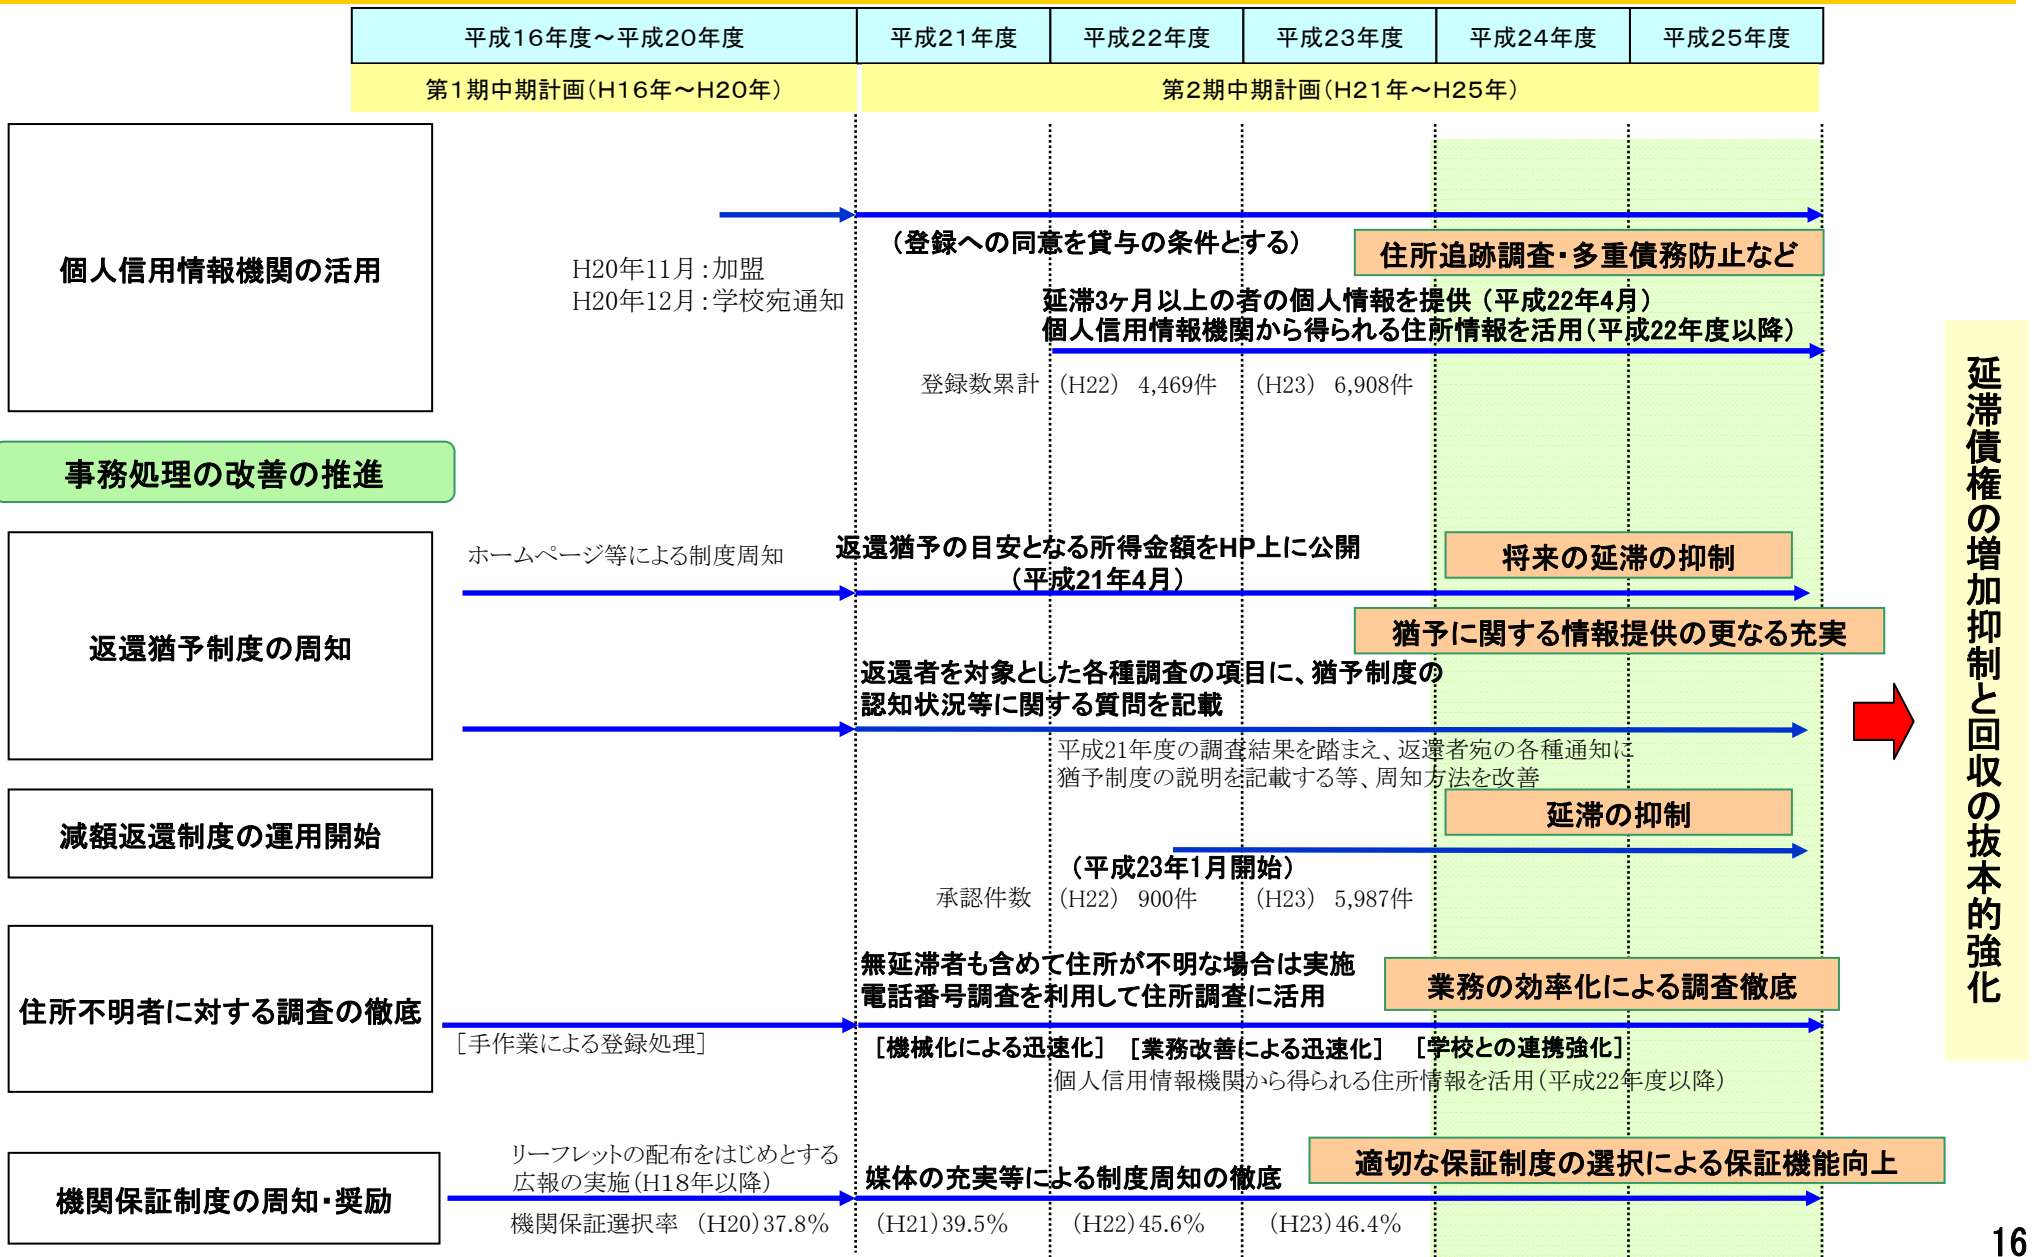 平成16年度～平成20年度
平成21年度
平成22年度
平成23年度
平成24年度
平成25年度
第1期中期計画（H16年～H20年）
第2期中期計画（H21年～H25年）
個人信用情報機関の活用
H20年11月：加盟
H20年12月：学校宛通知
（登録への同意を貸与の条件とする）
住所追跡調査・多重債務防止など
延滞3ヶ月以上の者の個人情報を提供（平成22年4月）
個人信用情報機関から得られる住所情報を活用（平成22年度以降）
登録数累計
（H22） 4,469件
（H23） 6,908件
事務処理の改善の推進
返還猶予制度の周知
ホームページ等による制度周知
返還猶予の目安となる所得金額をHP上に公開
（平成21年4月）
将来の延滞の抑制
猶予に関する情報提供の更なる充実
返還者を対象とした各種調査の項目に、猶予制度の
認知状況等に関する質問を記載
平成21年度の調査結果を踏まえ、返還者宛の各種通知に
猶予制度の説明を記載する等、周知方法を改善
減額返還制度の運用開始
延滞の抑制
（平成23年1月開始）
承認件数
（H22） 900件
（H23） 5,987件
住所不明者に対する調査の徹底
無延滞者も含めて住所が不明な場合は実施
電話番号調査を利用して住所調査に活用
業務の効率化による調査徹底
［手作業による登録処理］
［機械化による迅速化］
［業務改善による迅速化］
［学校との連携強化］
個人信用情報機関から得られる住所情報を活用（平成22年度以降）
機関保証制度の周知・奨励
リーフレットの配布をはじめとする
広報の実施（H18年以降）
媒体の充実等による制度周知の徹底
適切な保証制度の選択による保証機能向上
機関保証選択率 （H20）37.8％
（H21）39.5％
（H22）45.6％
（H23）46.4％
延滞債権の増加抑制と回収の抜本的強化
16